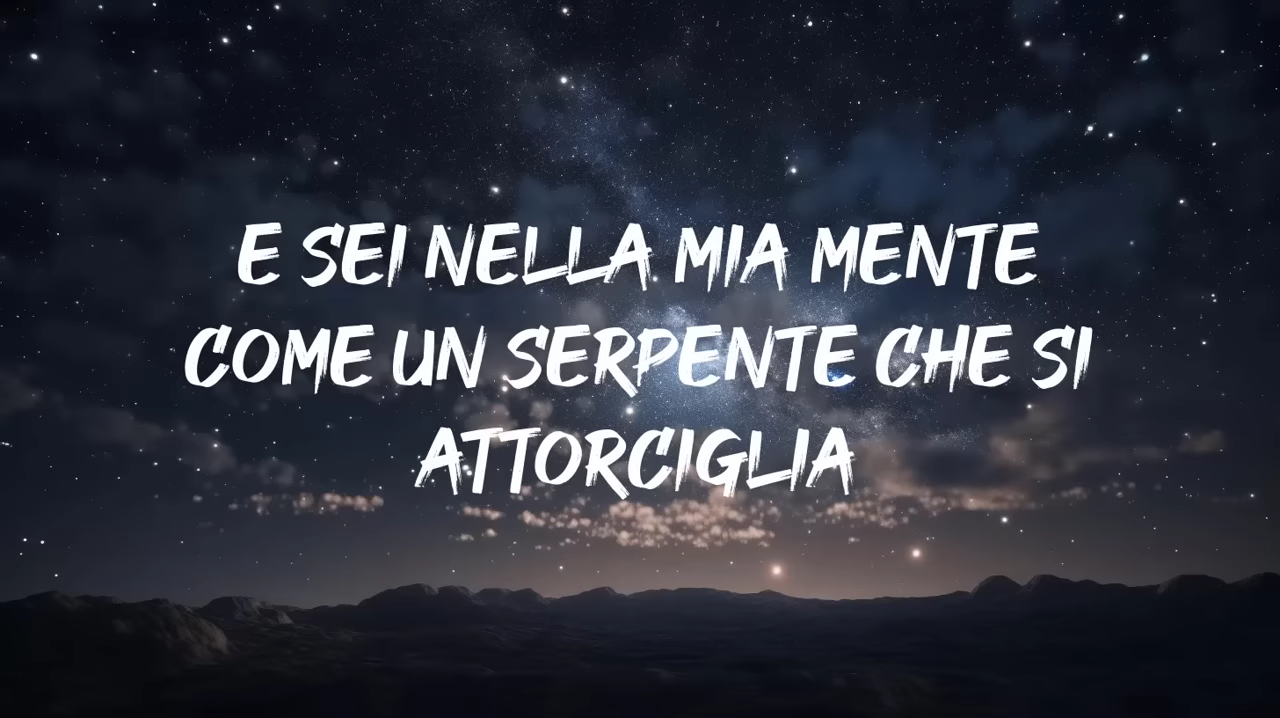 E SEI NELLA MIA MENTE
COME UN SERPENTE CHE SI
ATTORCIGLIA